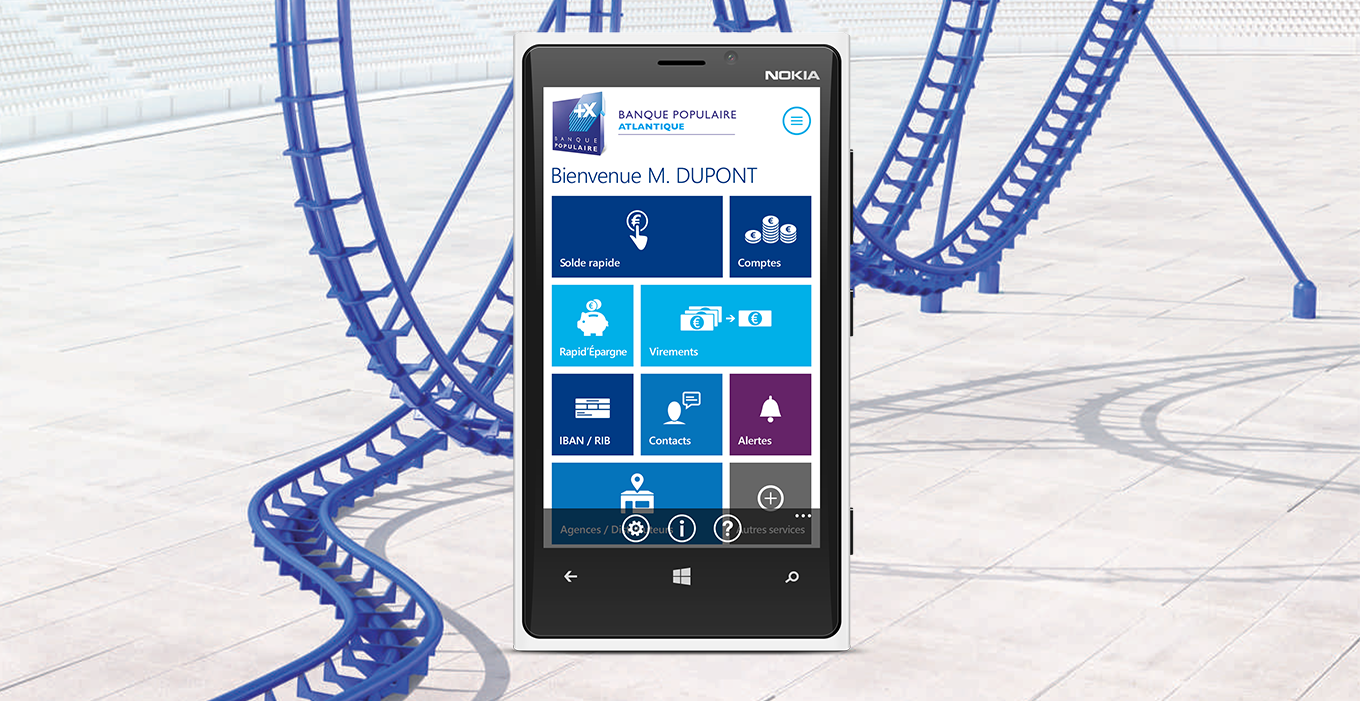 NOKIA
+X
BANQUE
POPULAIRE
BANQUE POPULAIRE
ATLANTIQUE
Bienvenue M. DUPONT
Solde rapide
Comptes
Rapid'Épargne
Virements
IBAN / RIB
Contacts
Alertes
Agences /
Autres services